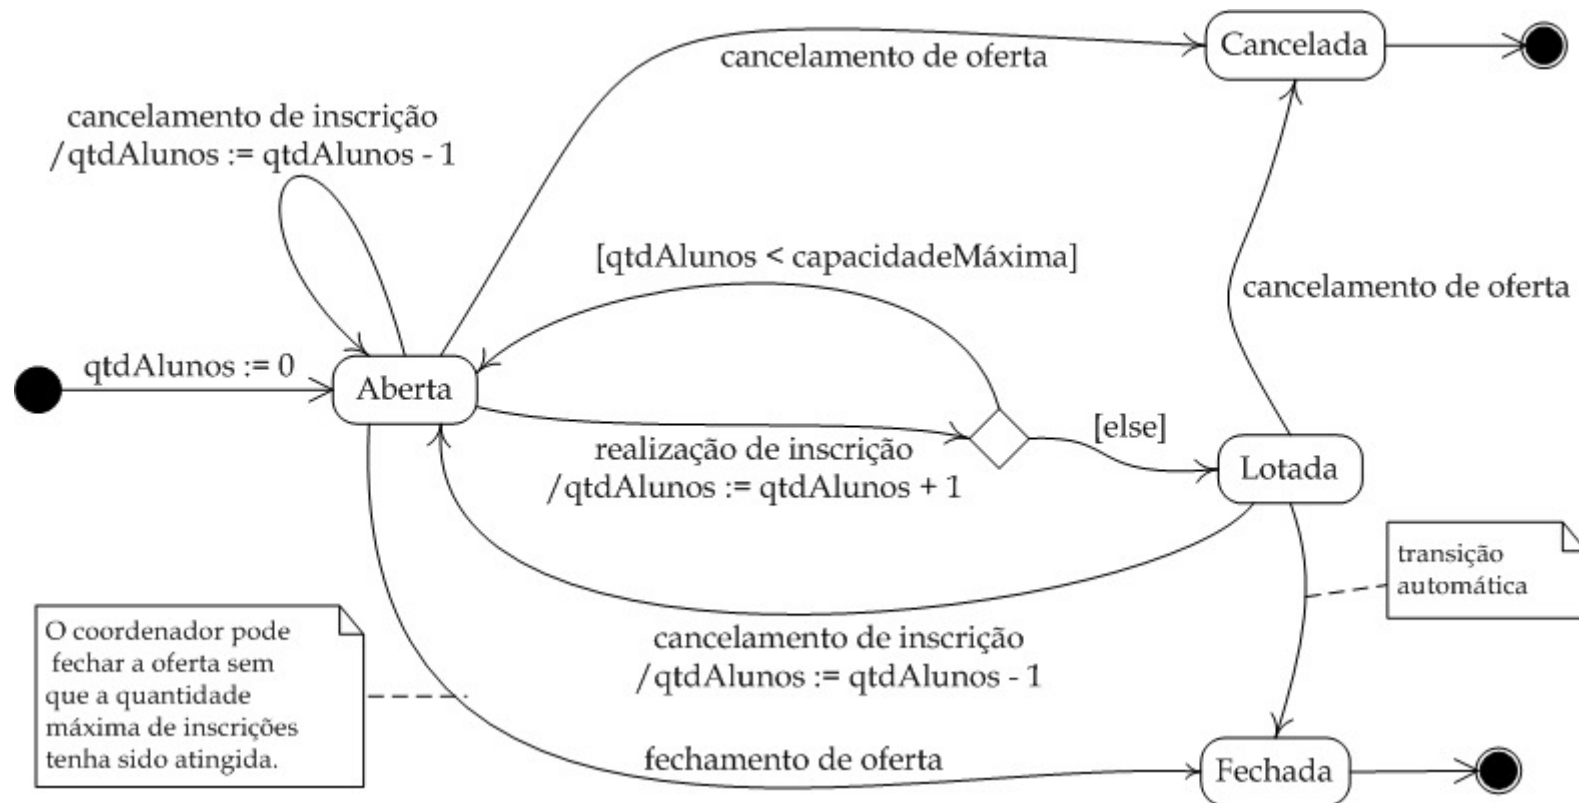 cancelamento de oferta
Cancelada
cancelamento de inscrição
/qtdAlunos := qtdAlunos - 1
[qtdAlunos < capacidadeMáxima]
cancelamento de oferta
qtdAlunos := 0
Aberta
[else]
realização de inscrição
/qtdAlunos := qtdAlunos + 1
Lotada
transição
automática
cancelamento de inscrição
/qtdAlunos := qtdAlunos - 1
O coordenador pode
fechar a oferta sem
que a quantidade
máxima de inscrições
tenha sido atingida.
fechamento de oferta
Fechada